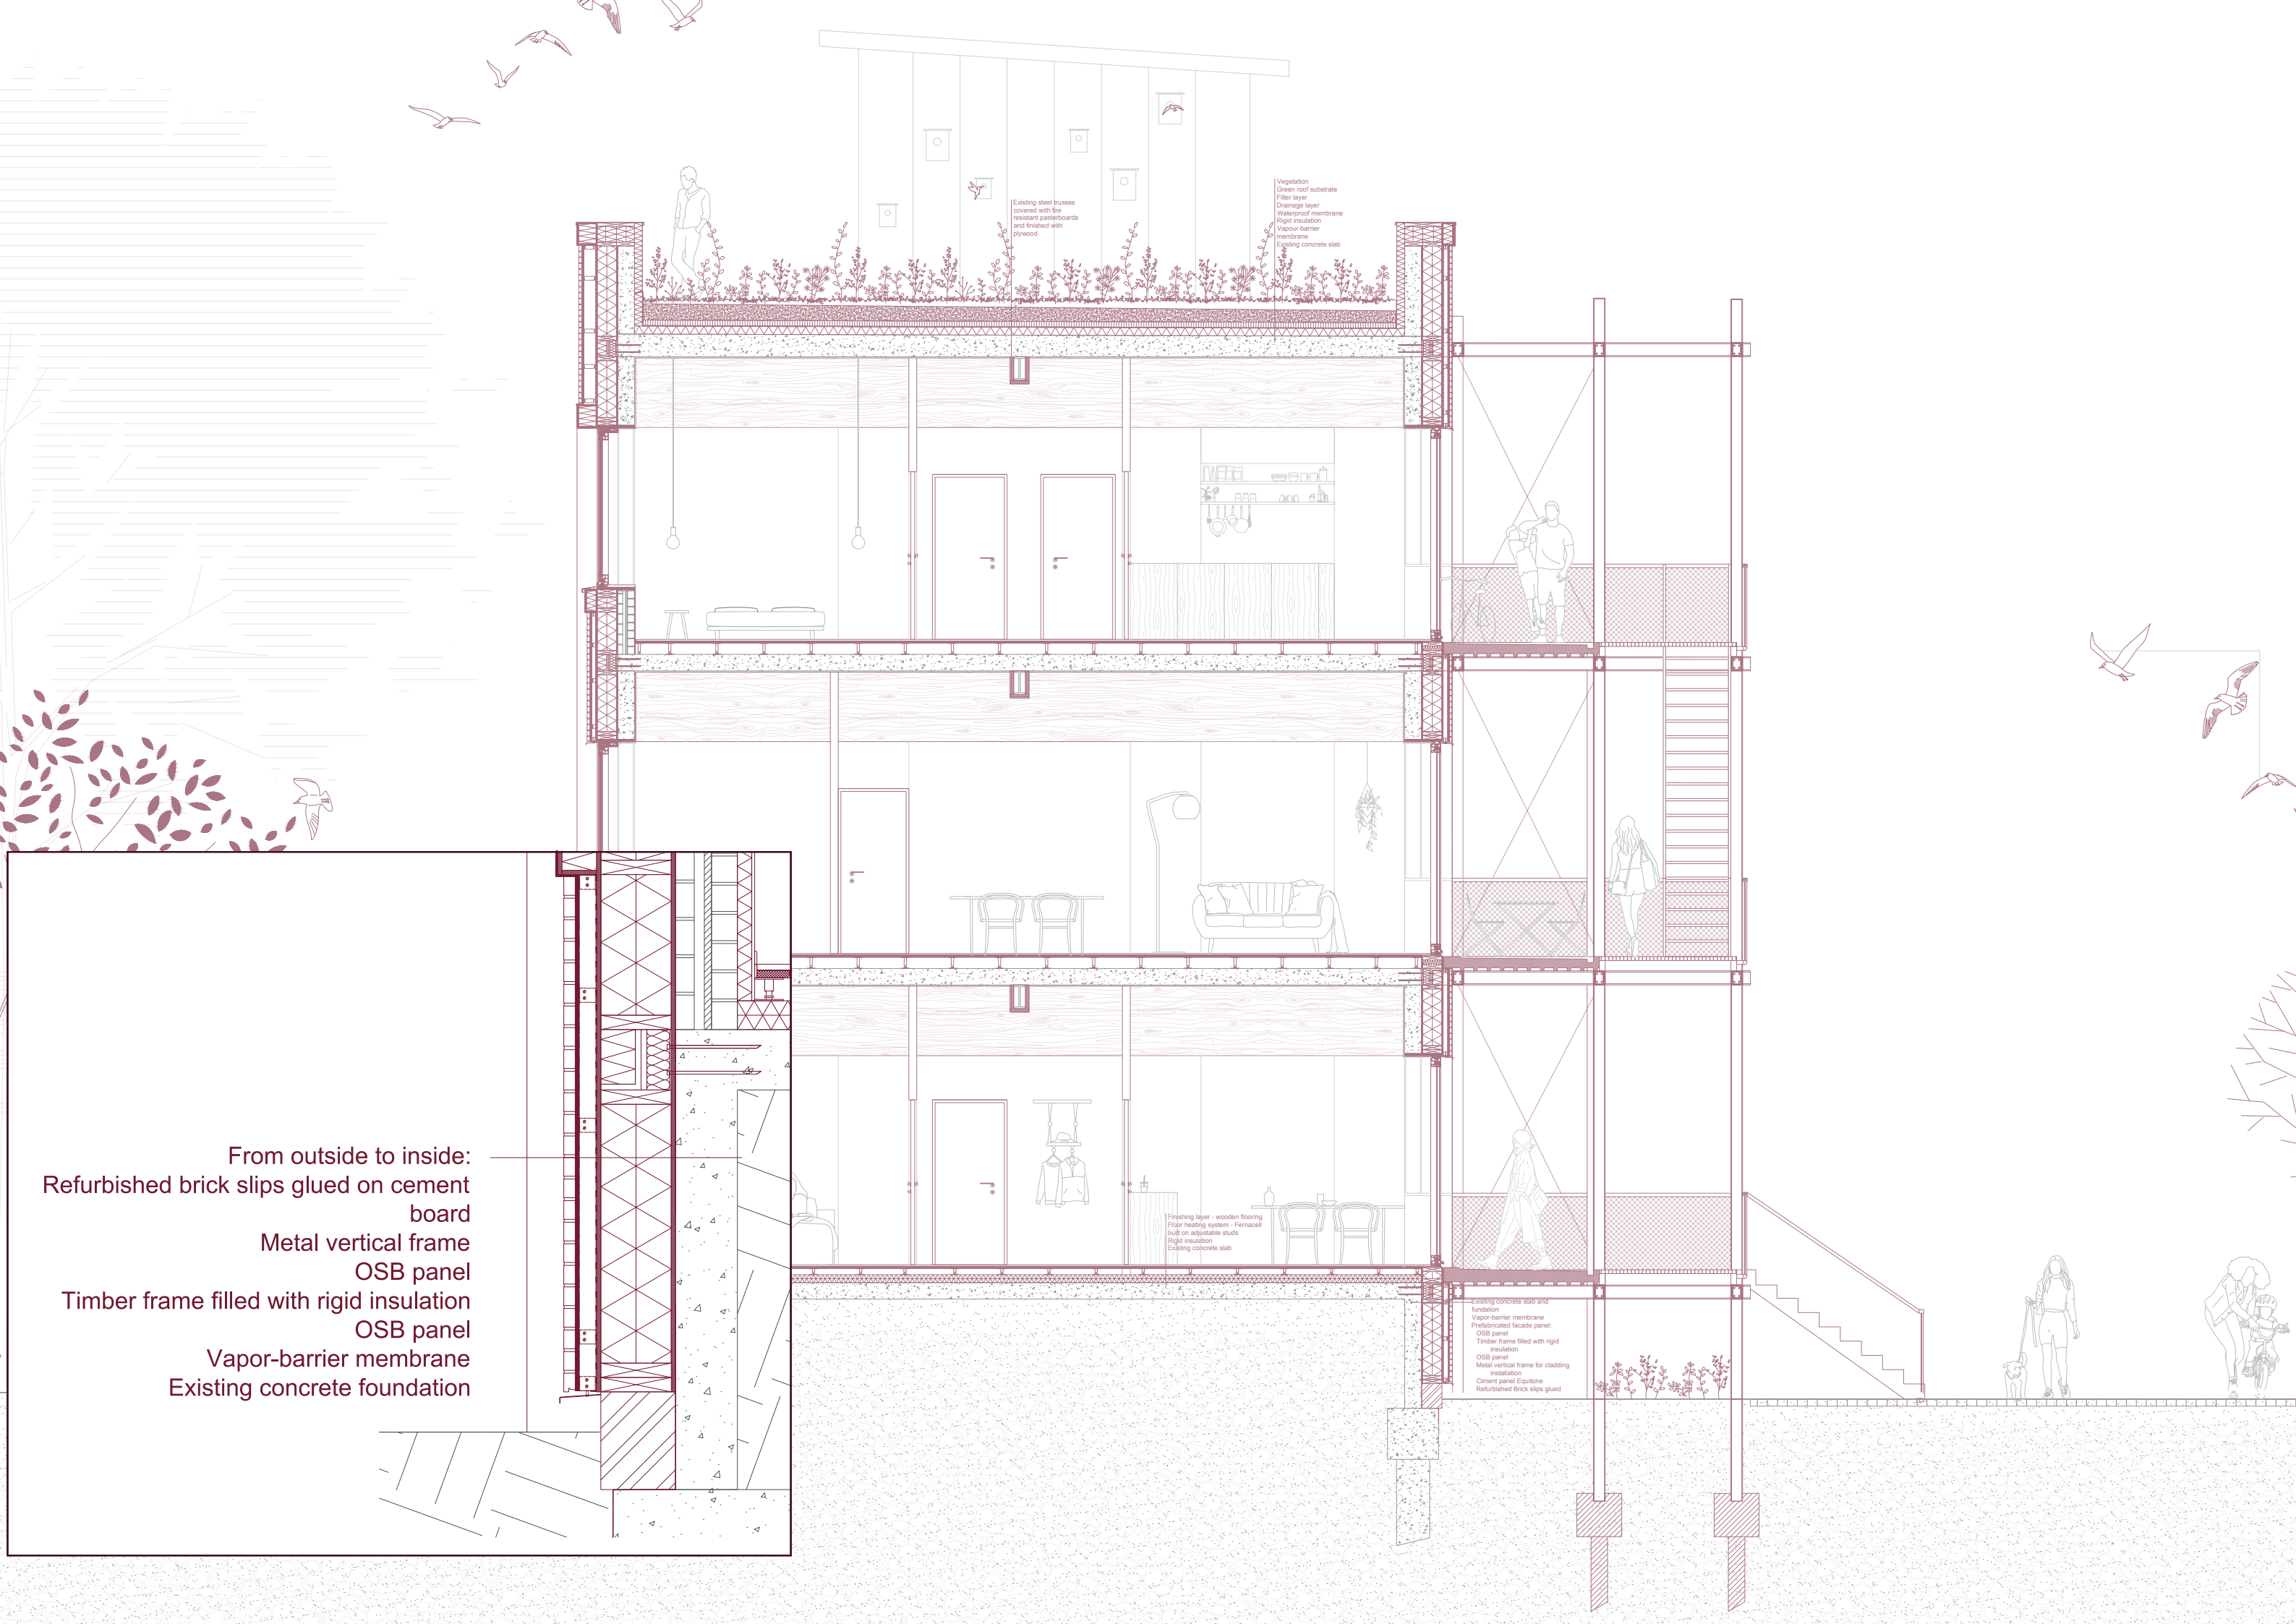 Vegetation
Green roof substrate
Filter layer
Drainage layer
Waterproof membrane
Rigid insulation
Vapour-barrier
membrane
Existing concrete slab
Existing steel trusses
covered with fire
resistant pasterboards
and finished with
plywood
From outside to inside:
Refurbished brick slips glued on cement
board
Metal vertical frame
OSB panel
Timber frame filled with rigid insulation
OSB panel
Vapor-barrier membrane
Existing concrete foundation
Finishing layer - wooden flooring
Floor heating system - Fernacell
built on adjustable studs
Rigid insulation
Existing concrete slab
Existing concrete slab and
fundation
Vapor-barrier membrane
Prefabricated facade panel:
OSB panel
Timber frame filled with rigid
insulation
OSB panel
Metal vertical frame for cladding
installation
Ciment panel Equitone
Refurbished Brick slips glued